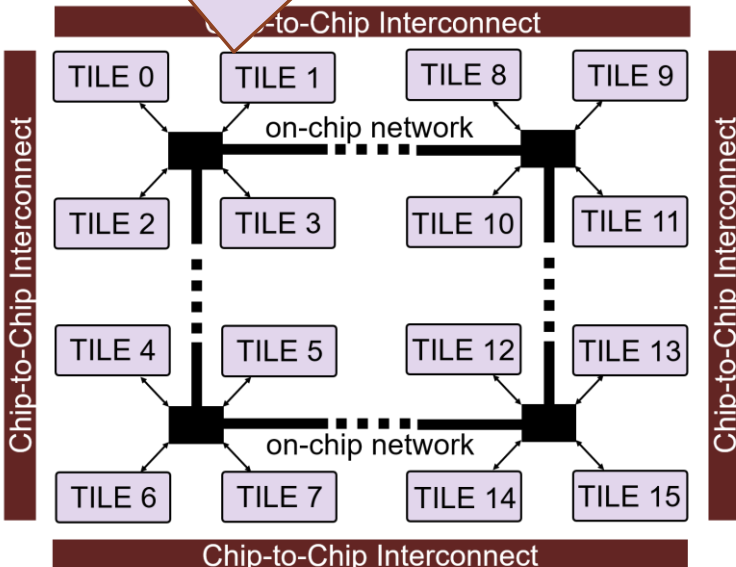 -to-Chip Interconnect
TILE 0
TILE 1
TILE 8
TILE 9
on-chip network
TILE 2
TILE 3
TILE 10
TILE 11
Chip-to-Chip Interconnect
Chip-to-Chip Interconnect
TILE 4
TILE 5
TILE 12
TILE 13
on-chip network
TILE 6
TILE 7
TILE 14
TILE 15
Chip-to-Chip Interconnect